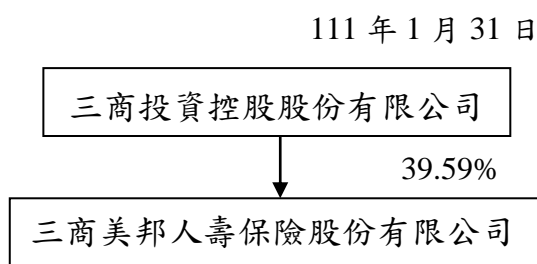 111 年 1 月 31 日
三商投資控股股份有限公司
39.59%
三商美邦人壽保險股份有限公司